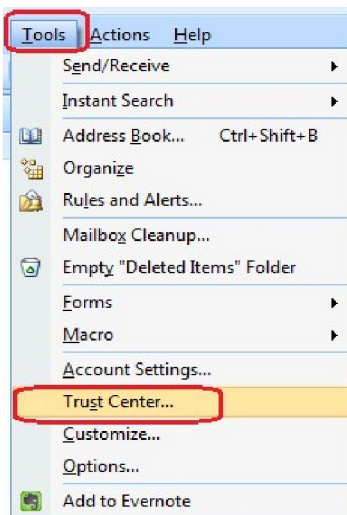 Tools Actions Help
Send/Receive
Instant Search
Address Book... Ctrl+Shift+B
Organize
Rules and Alerts...
Mailbox Cleanup...
Empty "Deleted Items" Folder
Forms
Macro
Account Settings...
Trust Center...
Customize...
Options...
Add to Evernote